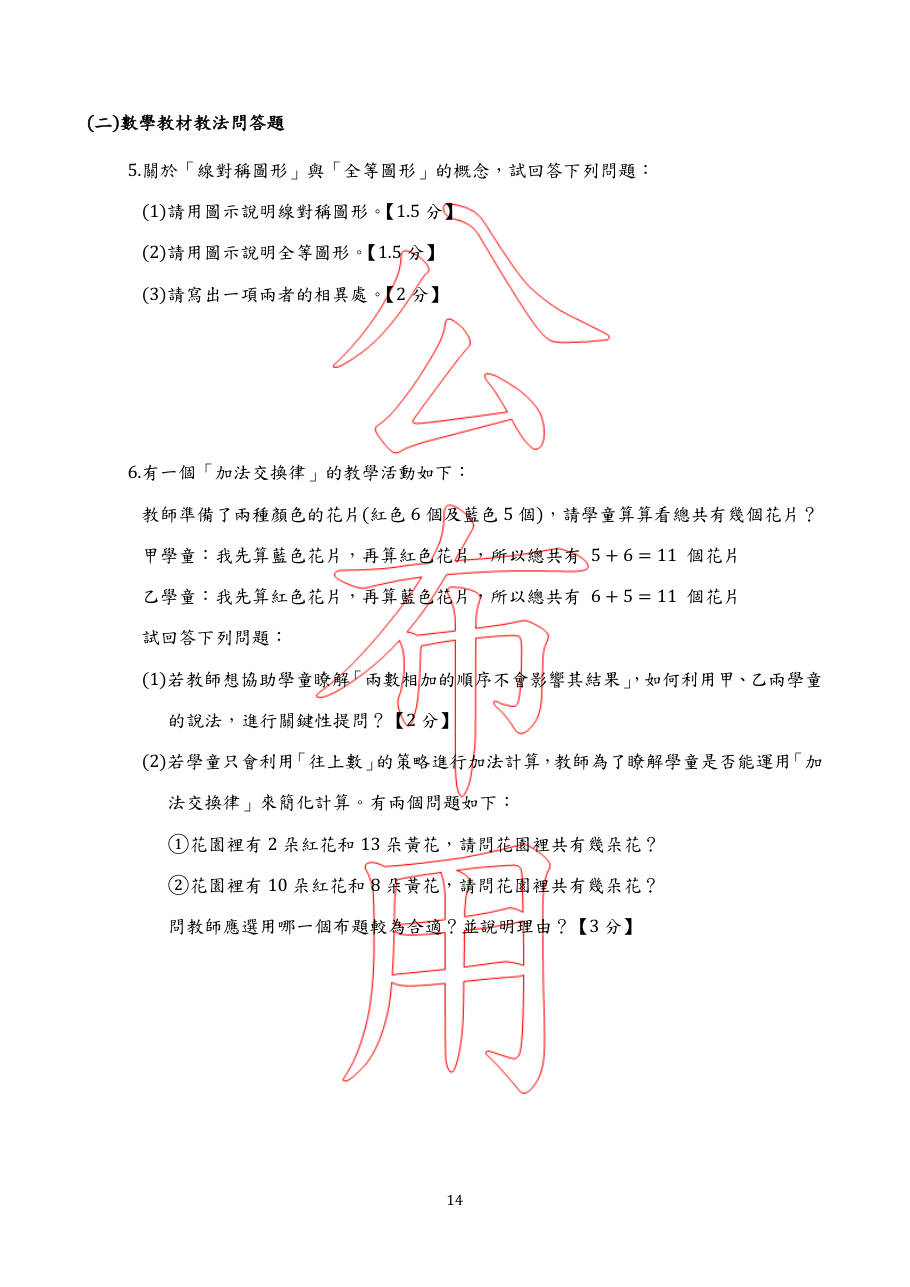 (二)數學教材教法問答題
5.關於「線對稱圖形」與「全等圖形」的概念，試回答下列問題：
(1)請用圖示說明線對稱圖形。【1.5 分】
(2)請用圖示說明全等圖形。【1.5 分】
(3)請寫出一項兩者的相異處。【2 分】
6.有一個「加法交換律」的教學活動如下：
教師準備了兩種顏色的花片(紅色 6 個及藍色 5 個)，請學童算算看總共有幾個花片？
甲學童：我先算藍色花片，再算紅色花片，所以總共有 5 + 6 = 11 個花片
乙學童：我先算紅色花片，再算藍色花片，所以總共有 6 + 5 = 11 個花片
試回答下列問題：
(1)若教師想協助學童瞭解「兩數相加的順序不會影響其結果」，如何利用甲、乙兩學童
的說法，進行關鍵性提問？【2 分】
(2)若學童只會利用「往上數」的策略進行加法計算，教師為了瞭解學童是否能運用「加
法交換律」來簡化計算。有兩個問題如下：
①花園裡有 2 朵紅花和 13 朵黃花，請問花園裡共有幾朵花？
②花園裡有 10 朵紅花和 8 朵黃花，請問花園裡共有幾朵花？
問教師應選用哪一個布題較為合適？並說明理由？【3 分】
公布用
14